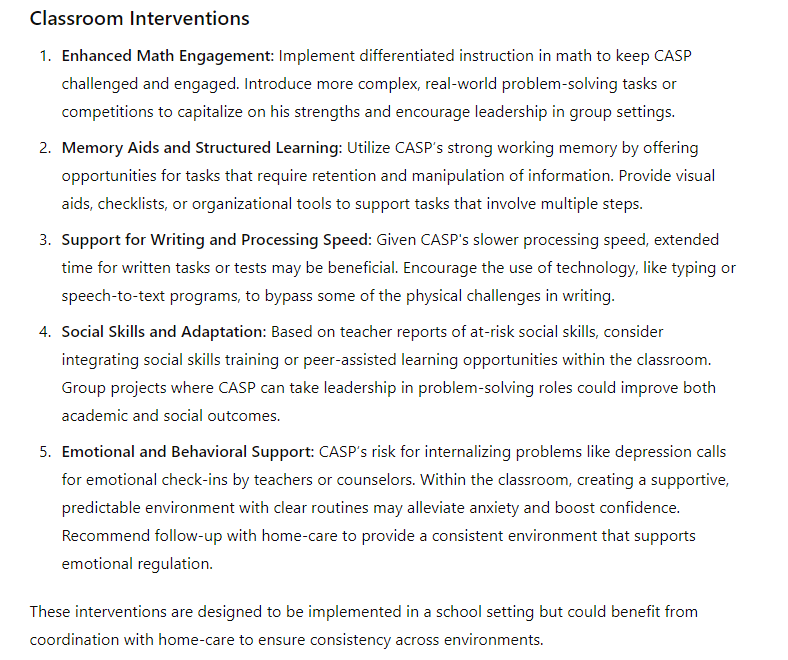 Classroom Interventions
1. Enhanced Math Engagement: Implement differentiated instruction in math to keep CASP
challenged and engaged. Introduce more complex, real-world problem-solving tasks or
competitions to capitalize on his strengths and encourage leadership in group settings.
2. Memory Aids and Structured Learning: Utilize CASP's strong working memory by offering
opportunities for tasks that require retention and manipulation of information. Provide visual
aids, checklists, or organizational tools to support tasks that involve multiple steps.
3. Support for Writing and Processing Speed: Given CASP's slower processing speed, extended
time for written tasks or tests may be beneficial. Encourage the use of technology, like typing or
speech-to-text programs, to bypass some of the physical challenges in writing.
4. Social Skills and Adaptation: Based on teacher reports of at-risk social skills, consider
integrating social skills training or peer-assisted learning opportunities within the classroom.
Group projects where CASP can take leadership in problem-solving roles could improve both
academic and social outcomes.
5. Emotional and Behavioral Support: CASP's risk for internalizing problems like depression calls
for emotional check-ins by teachers or counselors. Within the classroom, creating a supportive,
predictable environment with clear routines may alleviate anxiety and boost confidence.
Recommend follow-up with home-care to provide a consistent environment that supports
emotional regulation.
These interventions are designed to be implemented in a school setting but could benefit from
coordination with home-care to ensure consistency across environments.